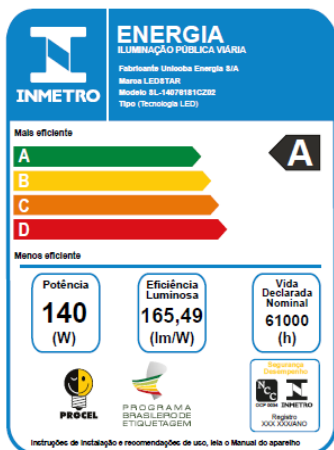 ENERGIA
ILUMINAÇÃO PÚBLICA VIÁRIA
Fabricante Unicoba Energia S/A
Marca LEDSTAR
Modelo SL-14076181CZ02
Tipo (Tecnologia LED)
INMETRO
Mais eficiente
A
A
B
C
D
Menos eficiente
Potência
140
(W)
Eficiência
Luminosa
165,49
(lm/W)
Vida
Declarada
Nominal
61000
(h)
PROCEL
PROGRAMA
BRASILEIRO DE
ETIQUETAGEM
Segurança
Desempenho
NCC
INMETRO
Registro
XXX XXX/ANO
Instruções de instalação e recomendações de uso, leia o Manual do aparelho